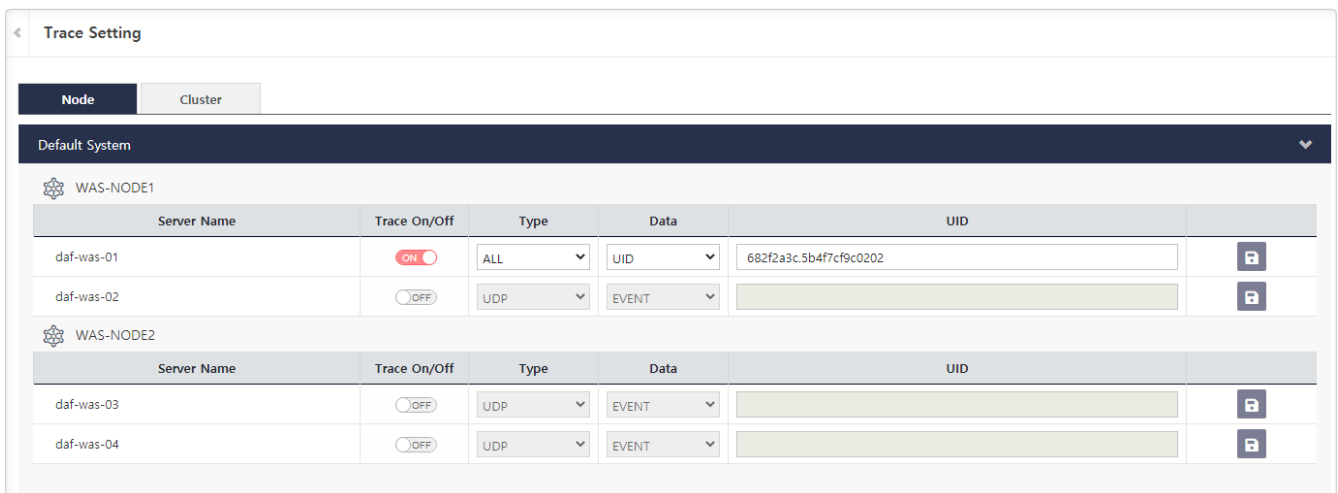 Trace Setting
Node Cluster
Default System
WAS-NODE1
Server Name Trace On/Off Type Data UID
daf-was-01 ON ALL UID 682f2a3c.5b4f7cf9c0202
daf-was-02 OFF UDP EVENT
WAS-NODE2
Server Name Trace On/Off Type Data UID
daf-was-03 OFF UDP EVENT
daf-was-04 OFF UDP EVENT